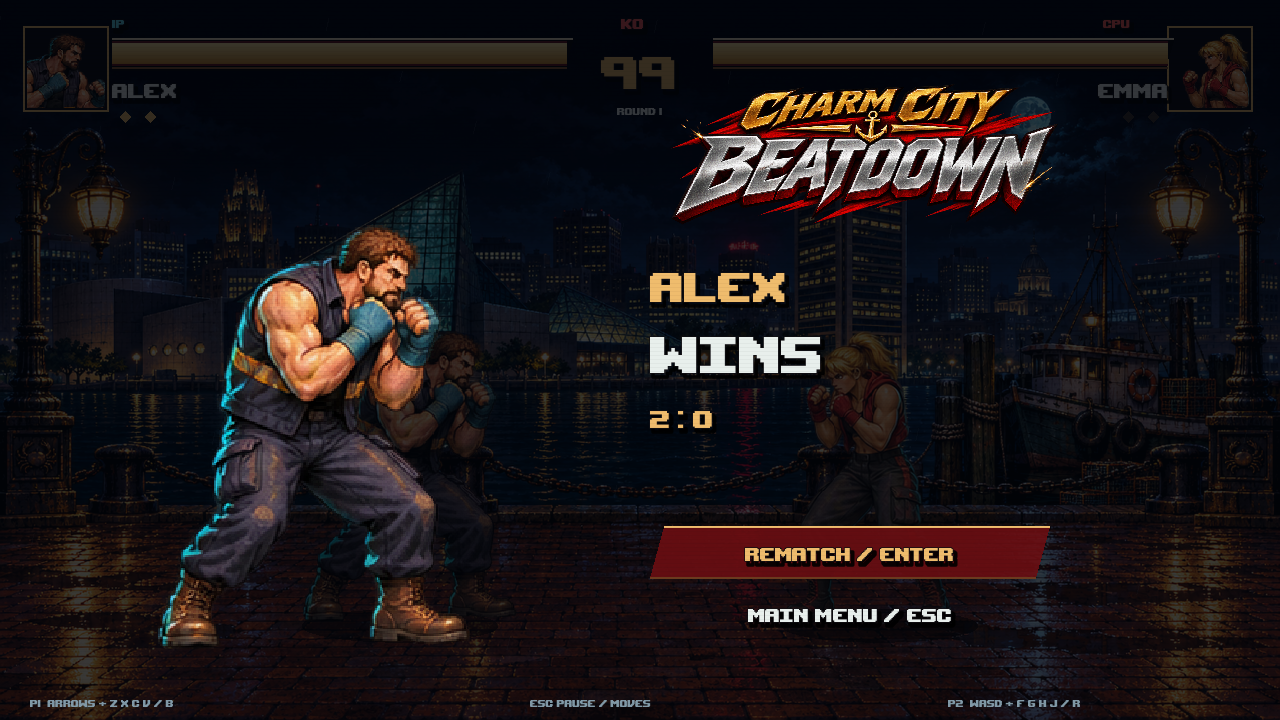 1P
KO
CPU
99
ALEX
EMMA
ROUND 1
CHARM CITY
BEATDOWN
ALEX
WINS
2:0
REMATCH / ENTER
MAIN MENU / ESC
P1 ARROWS + Z X C V / B
ESC PAUSE / MOVES
P2 WASD + F G H J / R